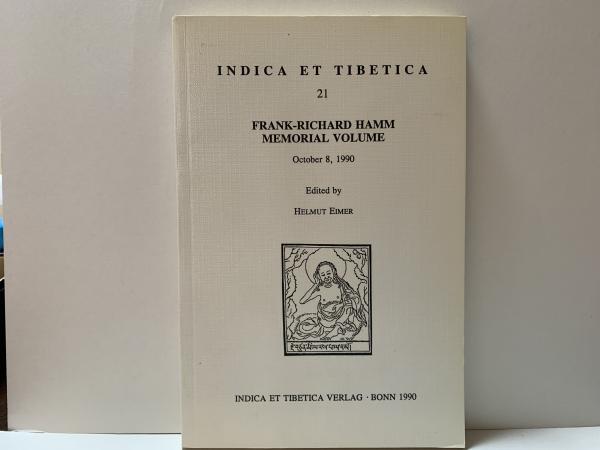 INDICA ET TIBETICA
21
FRANK-RICHARD HAMM
MEMORIAL VOLUME
October 8, 1990
Edited by
HELMUT EIMER
INDICA ET TIBETICA VERLAG · BONN 1990